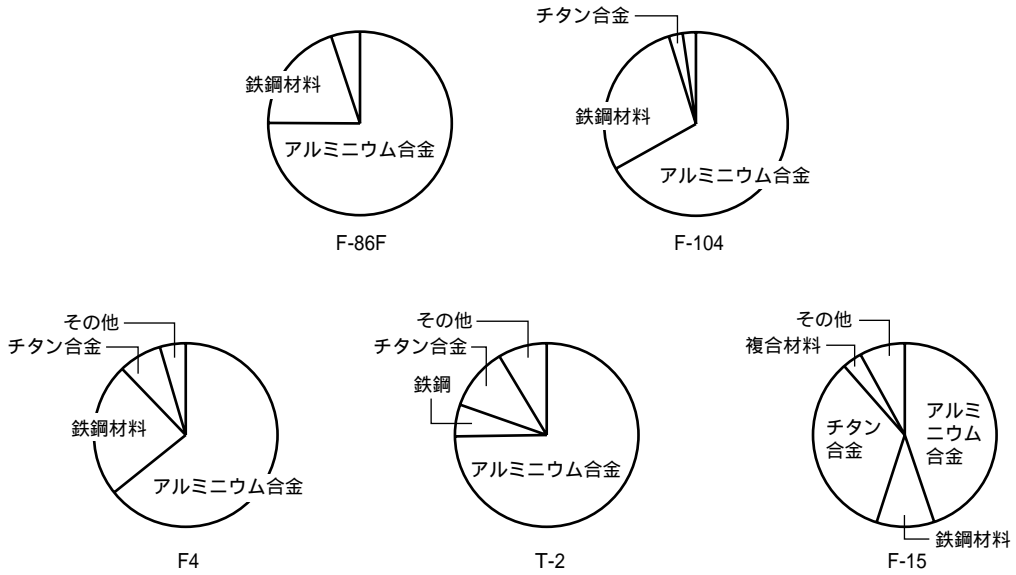 鉄鋼材料
アルミニウム合金
F-86F
チタン合金
鉄鋼材料
アルミニウム合金
F-104
その他
チタン合金
鉄鋼材料
アルミニウム合金
F4
その他
チタン合金
鉄鋼
アルミニウム合金
T-2
その他
複合材料
チタン
合金
アルミ
ニウム
合金
鉄鋼材料
F-15